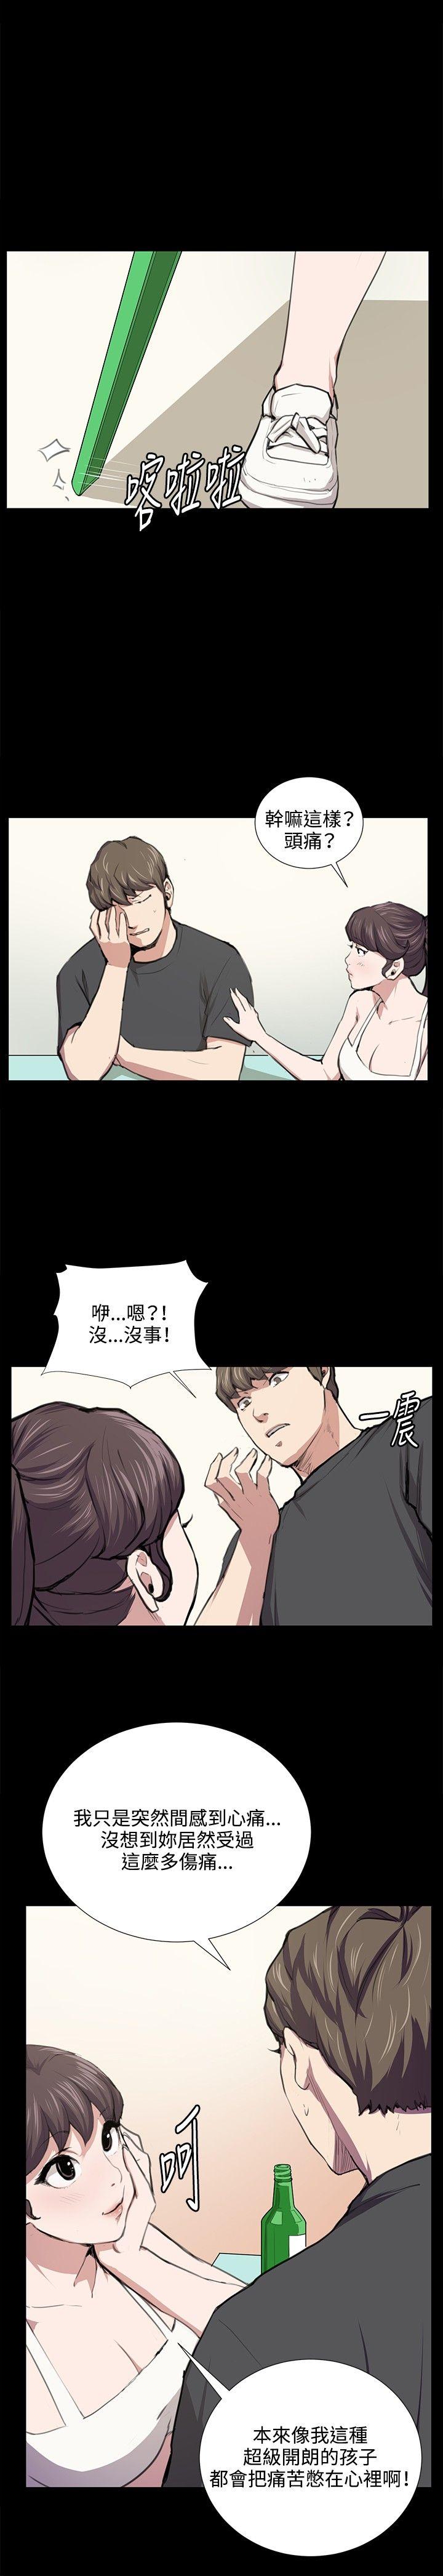 喀啦啦
幹嘛這樣？
頭痛？
咿...嗯？！
沒...沒事！
一震
我只是突然間感到心痛...
沒想到妳居然受過
這麼多傷痛...
呵
本來像我這種
超級開朗的孩子
都會把痛苦憋在心裡啊！